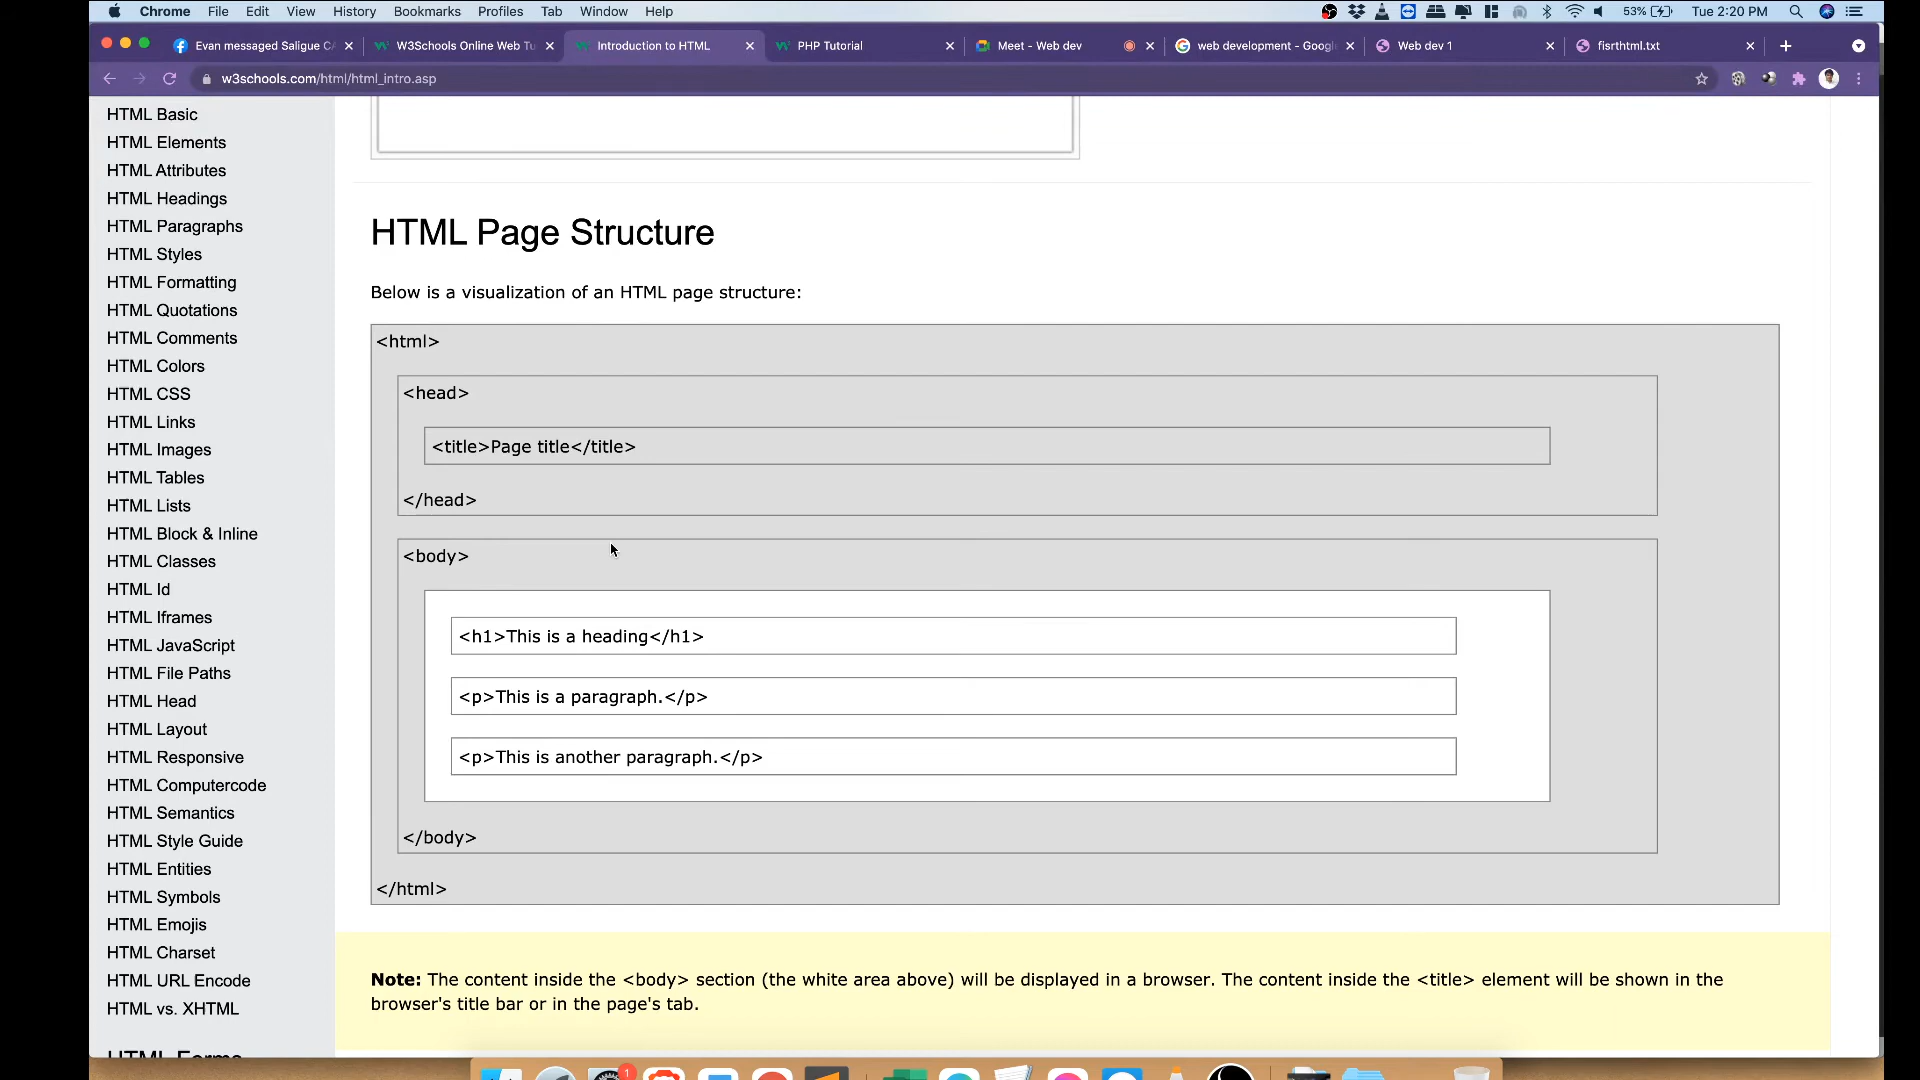 Chrome File Edit View History Bookmarks Profiles Tab Window Help 53% Tue 2:20 PM
Evan messaged Saligue CA W3Schools Online Web Tu Introduction to HTML PHP Tutorial Meet - Web dev web development - Google Web dev 1 fisrthtml.txt
w3schools.com/html/html_intro.asp
HTML Basic
HTML Elements
HTML Attributes
HTML Headings
HTML Paragraphs
HTML Styles
HTML Formatting
HTML Quotations
HTML Comments
HTML Colors
HTML CSS
HTML Links
HTML Images
HTML Tables
HTML Lists
HTML Block & Inline
HTML Classes
HTML Id
HTML Iframes
HTML JavaScript
HTML File Paths
HTML Head
HTML Layout
HTML Responsive
HTML Computercode
HTML Semantics
HTML Style Guide
HTML Entities
HTML Symbols
HTML Emojis
HTML Charset
HTML URL Encode
HTML vs. XHTML
HTML Forms
HTML Page Structure
Below is a visualization of an HTML page structure:
<html>
<head>
<title>Page title</title>
</head>
<body>
<h1>This is a heading</h1>
<p>This is a paragraph.</p>
<p>This is another paragraph.</p>
</body>
</html>
Note: The content inside the <body> section (the white area above) will be displayed in a browser. The content inside the <title> element will be shown in the
browser's title bar or in the page's tab.
1